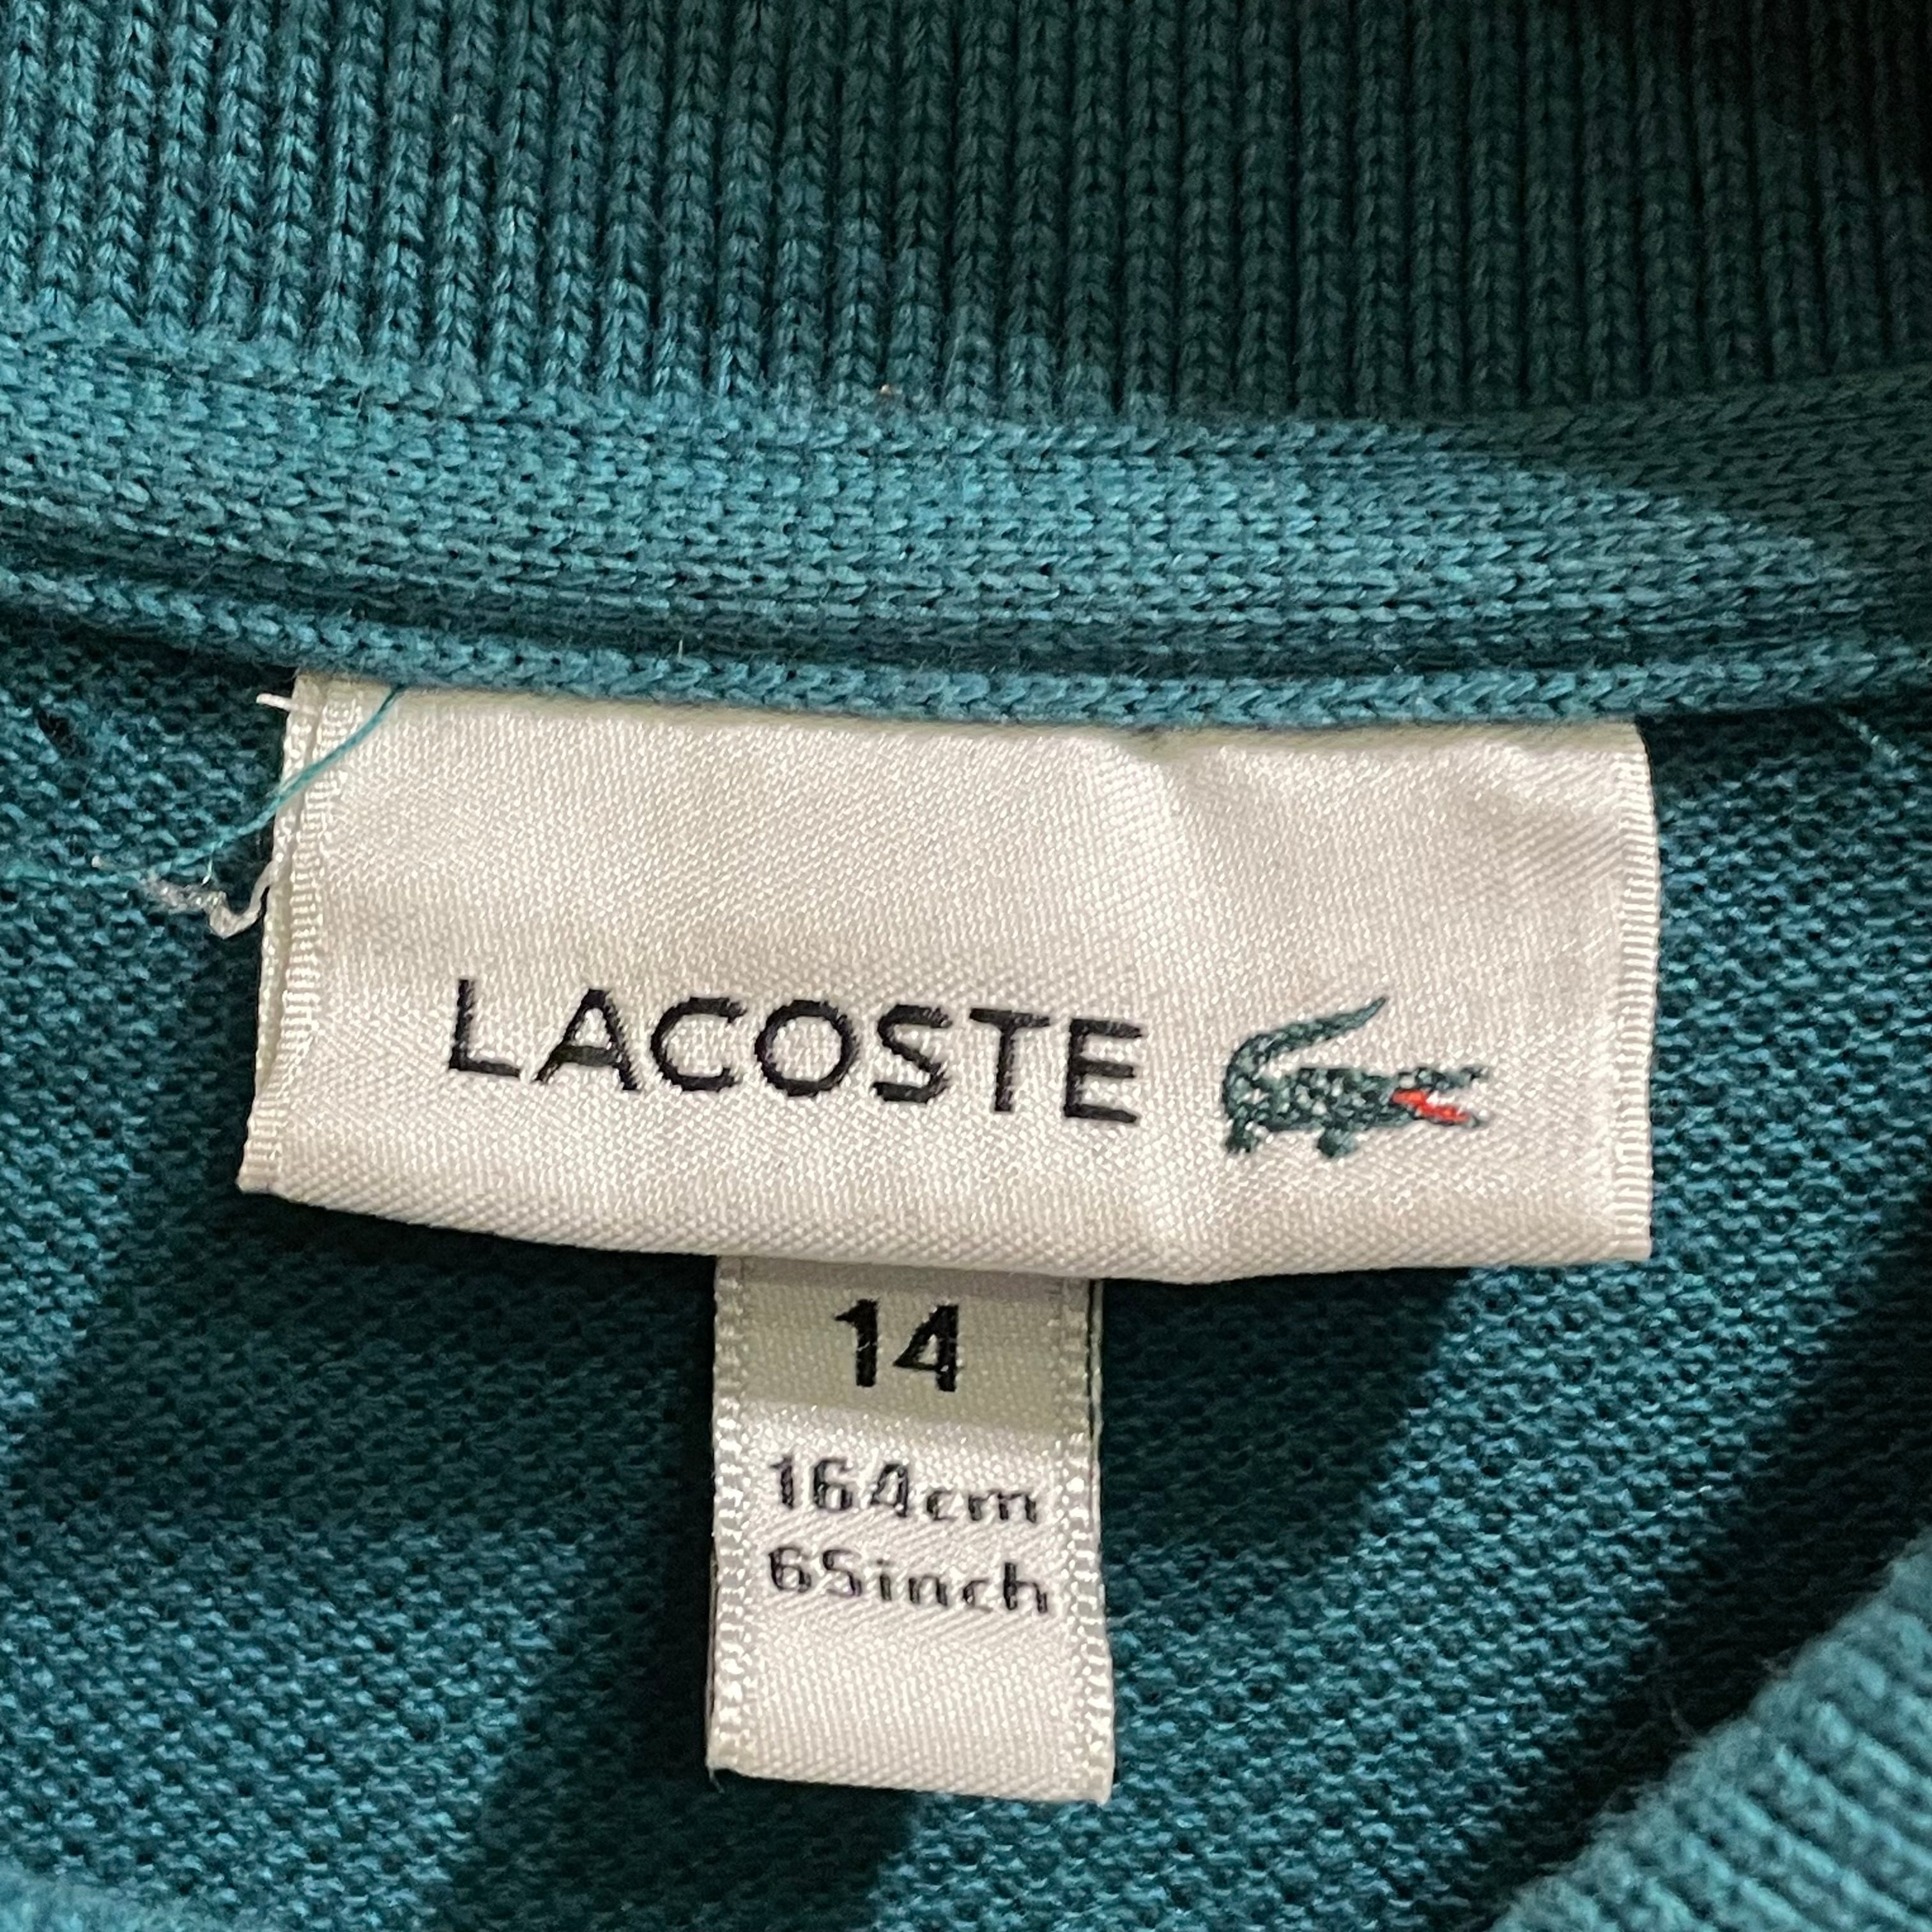 LACOSTE
14
164cm
65inch